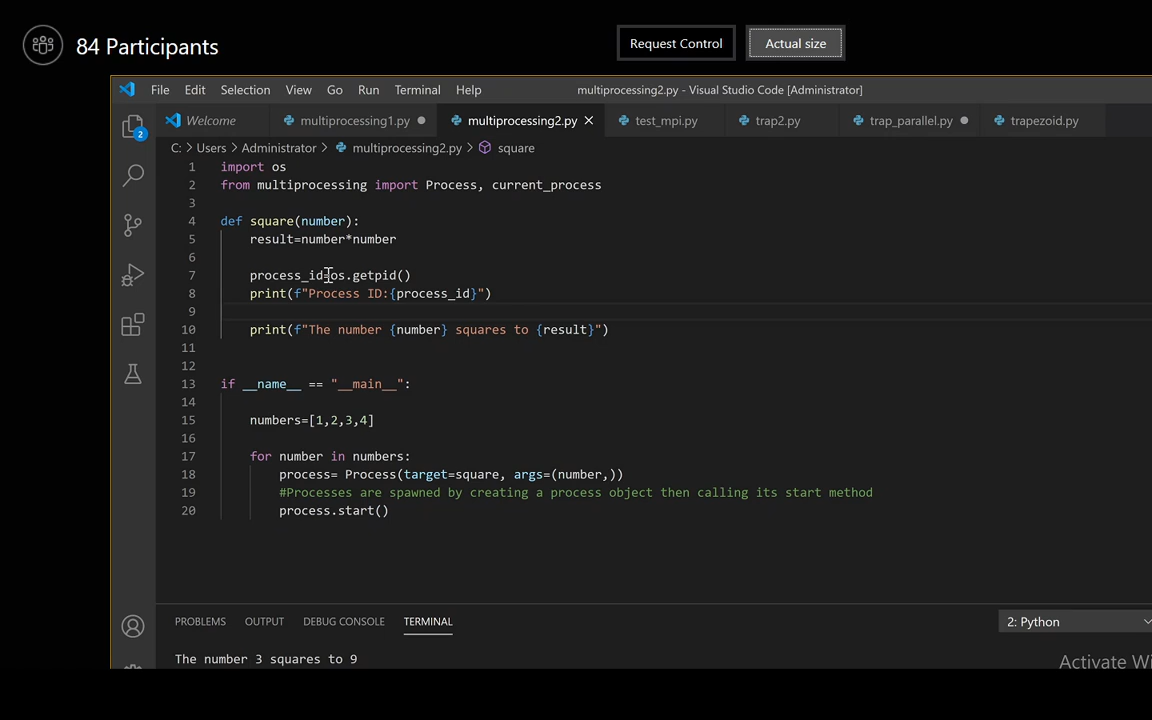 84 Participants
Request Control
Actual size
File Edit Selection View Go Run Terminal Help
multiprocessing2.py - Visual Studio Code [Administrator]
Welcome
multiprocessing1.py
multiprocessing2.py
test_mpi.py
trap2.py
trap_parallel.py
trapezoid.py
C: > Users > Administrator > multiprocessing2.py > square
2
1 import os
2 from multiprocessing import Process, current_process
3
4 def square(number):
5     result=number*number
6
7     process_id=os.getpid()
8     print(f"Process ID:{process_id}")
9
10     print(f"The number {number} squares to {result}")
11
12
13 if __name__ == "__main__":
14
15     numbers=[1,2,3,4]
16
17     for number in numbers:
18         process= Process(target=square, args=(number,))
19         #Processes are spawned by creating a process object then calling its start method
20         process.start()
PROBLEMS OUTPUT DEBUG CONSOLE TERMINAL
2: Python
The number 3 squares to 9
Activate Wi